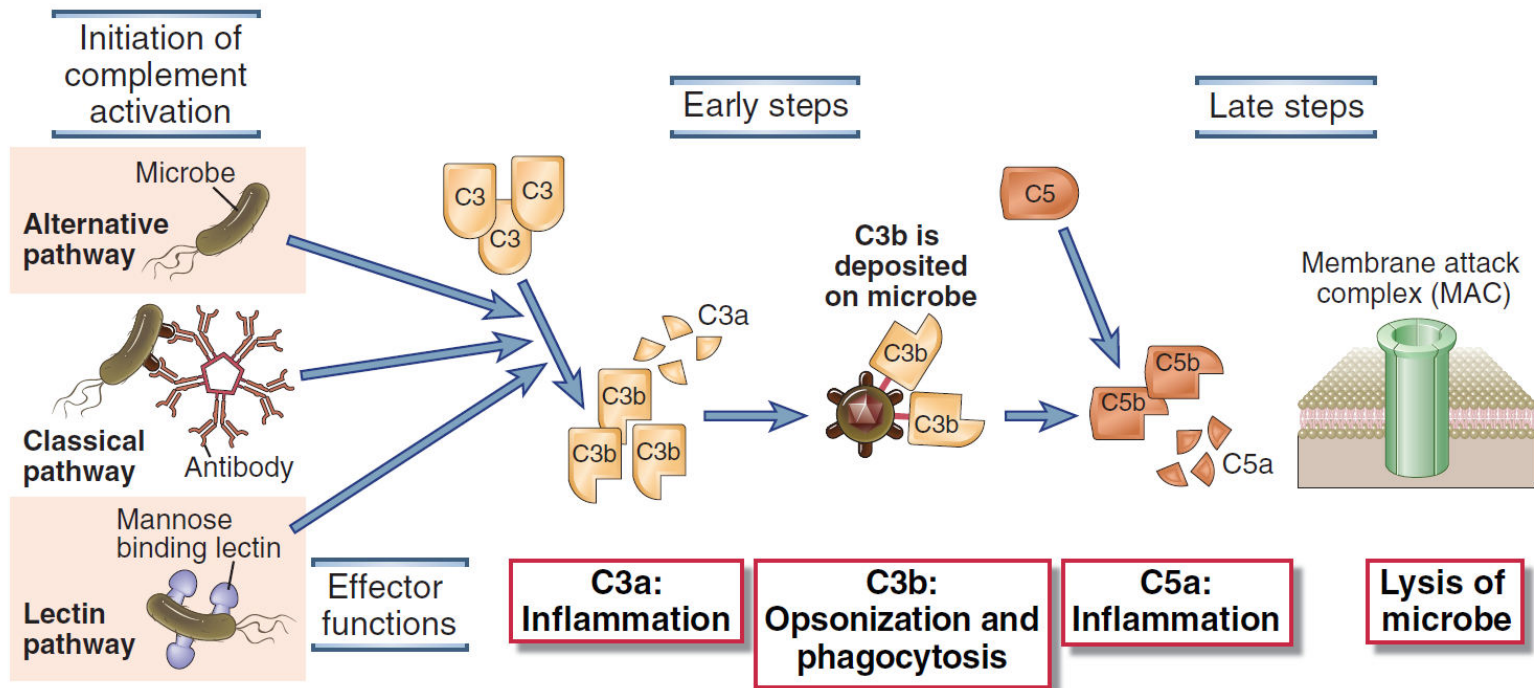 Initiation of
complement
activation
Early steps
Late steps
Microbe
Alternative
pathway
C3
C3
C3
C3a
C3b
C3b
C3b
C3b is
deposited
on microbe
C3b
C3b
C5
C5b
C5b
C5a
Membrane attack
complex (MAC)
Classical
pathway
Antibody
Mannose
binding lectin
Lectin
pathway
Effector
functions
C3a:
Inflammation
C3b:
Opsonization and
phagocytosis
C5a:
Inflammation
Lysis of
microbe